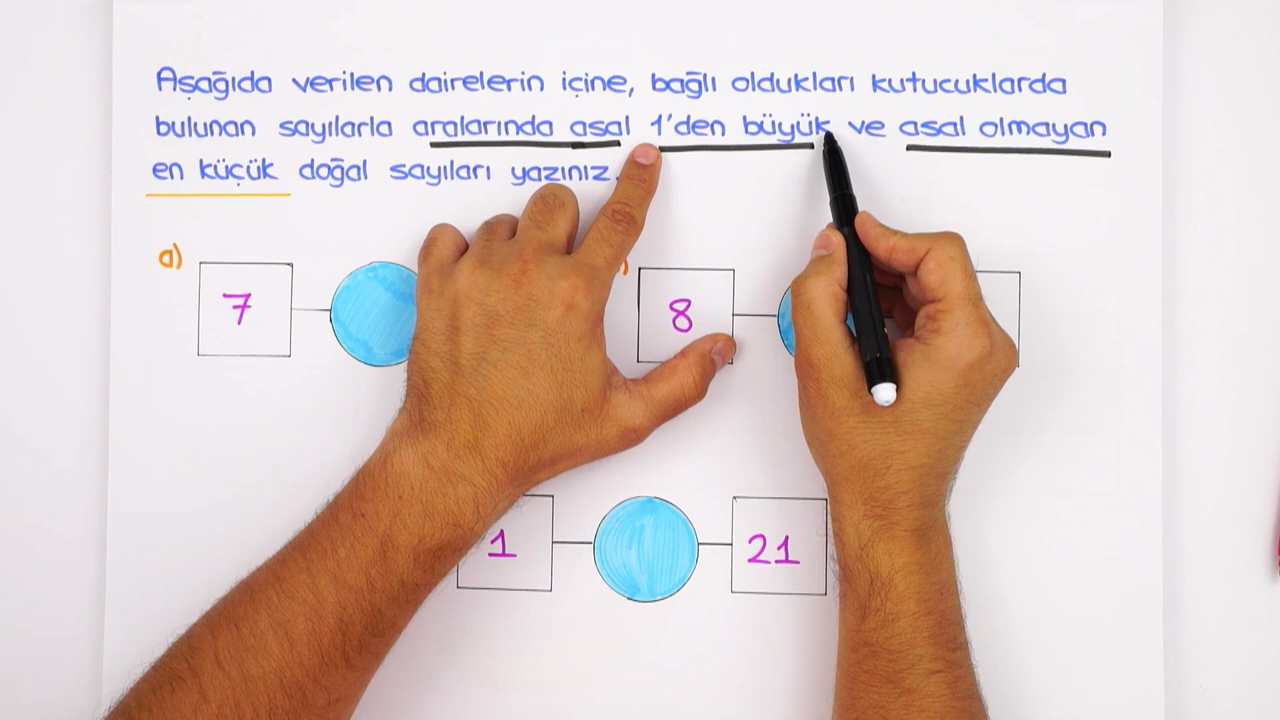 Aşağıda verilen dairelerin içine, bağlı oldukları kutucuklarda
bulunan sayılarla aralarında asal 1'den büyük ve asal olmayan
en küçük doğal sayıları yazınız.
a) 7
8
1 21